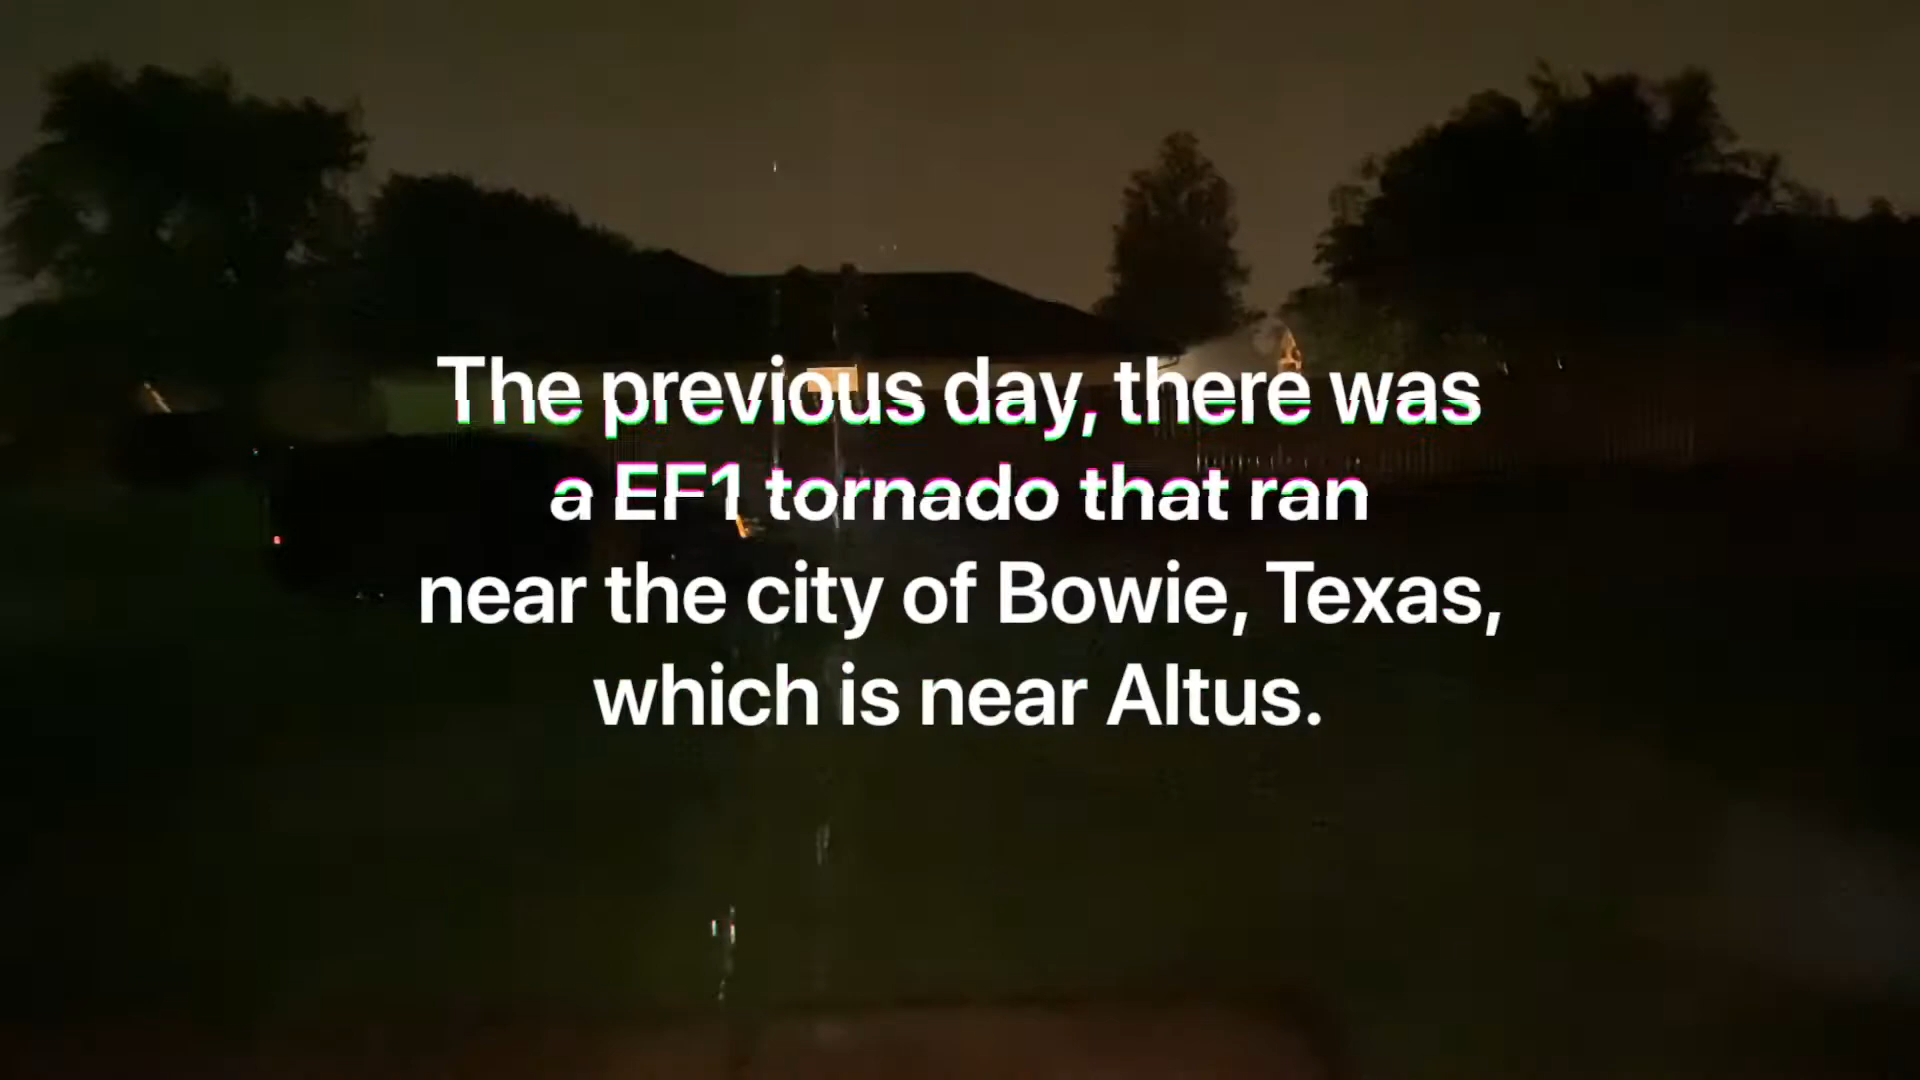 The previous day, there was
a EF1 tornado that ran
near the city of Bowie, Texas,
which is near Altus.